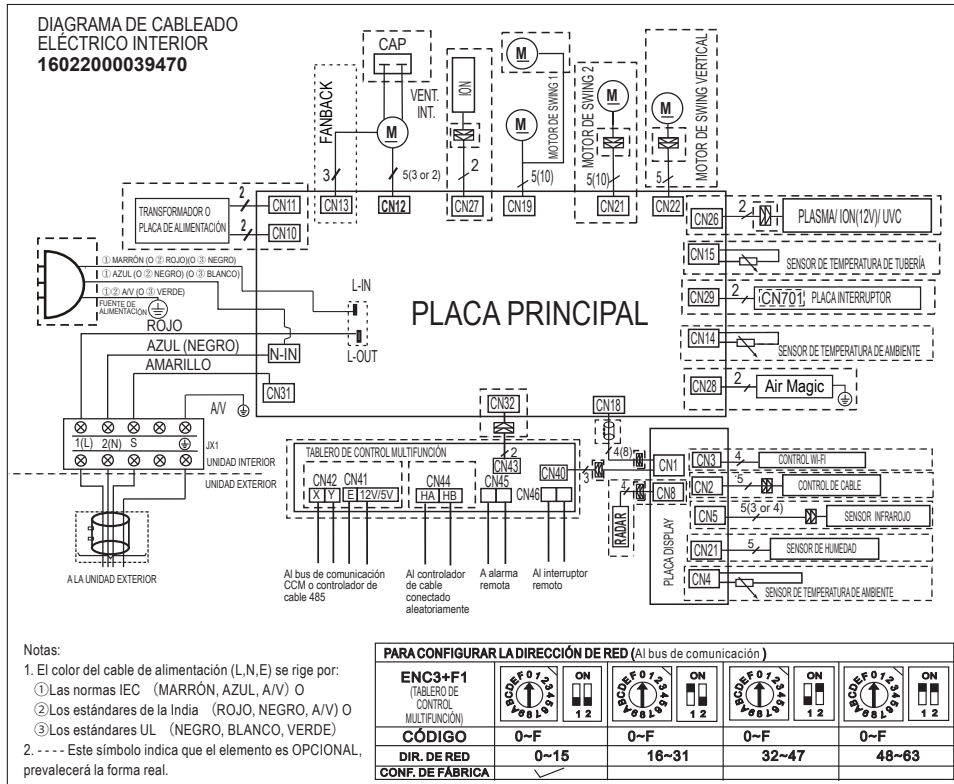 DIAGRAMA DE CABLEADO
ELÉCTRICO INTERIOR
16022000039470
CAP
VENT.
INT.
FANBACK
M
3
5(3 or 2)
CN13
CN12
ION
2
CN27
M
M
MOTOR DE SWING 1
5(10)
CN19
MOTOR DE SWING 2
M
5(10)
CN21
MOTOR DE SWING VERTICAL
M
5
CN22
TRANSFORMADOR O
PLACA DE ALIMENTACIÓN
2
CN11
2
CN10
① MARRÓN (O ② ROJO)(O ③ NEGRO)
① AZUL (O ② NEGRO) (O ③ BLANCO)
①② A/V (O ③ VERDE)
FUENTE DE
ALIMENTACIÓN
ROJO
AZUL (NEGRO)
AMARILLO
L-IN
L-OUT
N-IN
CN31
A/V
PLACA PRINCIPAL
CN26
2
PLASMA/ ION(12V)/ UVC
CN15
SENSOR DE TEMPERATURA DE TUBERÍA
CN29
2
CN701
PLACA INTERRUPTOR
CN14
SENSOR DE TEMPERATURA DE AMBIENTE
CN28
2
Air Magic
1(L) 2(N) S
JX1
UNIDAD INTERIOR
UNIDAD EXTERIOR
A LA UNIDAD EXTERIOR
CN32
2
CN18
4(8)
TABLERO DE CONTROL MULTIFUNCIÓN
CN43
CN42 CN41
X Y E 12V/5V
CN44
HA HB
CN45
CN46
CN40
3
4
RADAR
Al bus de comunicación
CCM o controlador de
cable 485
Al controlador
de cable
conectado
aleatoriamente
A alarma
remota
Al interruptor
remoto
PLACA DISPLAY
CN1
CN8
CN3
4
CONTROL WI-FI
CN2
5
CONTROL DE CABLE
CN5
5(3 or 4)
SENSOR INFRAROJO
CN21
5
SENSOR DE HUMEDAD
CN4
SENSOR DE TEMPERATURA DE AMBIENTE
Notas:
1. El color del cable de alimentación (L,N,E) se rige por:
①Las normas IEC (MARRÓN, AZUL, A/V) O
②Los estándares de la India (ROJO, NEGRO, A/V) O
③Los estándares UL (NEGRO, BLANCO, VERDE)
2. - - - - Este símbolo indica que el elemento es OPCIONAL,
prevalecerá la forma real.
PARA CONFIGURAR LA DIRECCIÓN DE RED (Al bus de comunicación )
ENC3+F1
(TABLERO DE
CONTROL
MULTIFUNCIÓN)
0123456789ABCDEF ON 1 2
0123456789ABCDEF ON 1 2
0123456789ABCDEF ON 1 2
0123456789ABCDEF ON 1 2
CÓDIGO 0~F 0~F 0~F 0~F
DIR. DE RED 0~15 16~31 32~47 48~63
CONF. DE FÁBRICA